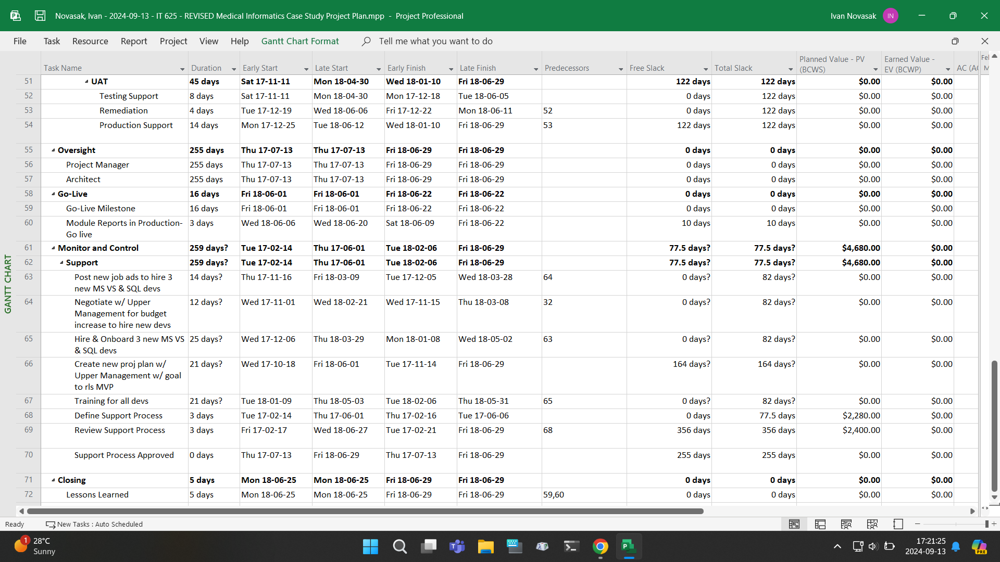 Novasak, Ivan - 2024-09-13 - IT 625 - REVISED Medical Informatics Case Study Project Plan.mpp - Project Professional
Ivan Novasak IN
File Task Resource Report Project View Help Gantt Chart Format Tell me what you want to do
Task Name Duration Early Start Late Start Early Finish Late Finish Predecessors Free Slack Total Slack Planned Value - PV (BCWS) Earned Value - EV (BCWP)
51 UAT 45 days Sat 17-11-11 Mon 18-04-30 Wed 18-01-10 Fri 18-06-29 122 days 122 days $0.00 $0.00
52 Testing Support 8 days Sat 17-11-11 Mon 18-04-30 Mon 17-12-18 Tue 18-06-05 0 days 122 days $0.00 $0.00
53 Remediation 4 days Tue 17-12-19 Wed 18-06-06 Fri 17-12-22 Mon 18-06-11 52 0 days 122 days $0.00 $0.00
54 Production Support 14 days Mon 17-12-25 Tue 18-06-12 Wed 18-01-10 Fri 18-06-29 53 122 days 122 days $0.00 $0.00
55 Oversight 255 days Thu 17-07-13 Thu 17-07-13 Fri 18-06-29 Fri 18-06-29 0 days 0 days $0.00 $0.00
56 Project Manager 255 days Thu 17-07-13 Thu 17-07-13 Fri 18-06-29 Fri 18-06-29 0 days 0 days $0.00 $0.00
57 Architect 255 days Thu 17-07-13 Thu 17-07-13 Fri 18-06-29 Fri 18-06-29 0 days 0 days $0.00 $0.00
58 Go-Live 16 days Fri 18-06-01 Fri 18-06-01 Fri 18-06-22 Fri 18-06-22 0 days 0 days $0.00 $0.00
59 Go-Live Milestone 16 days Fri 18-06-01 Fri 18-06-01 Fri 18-06-22 Fri 18-06-22 0 days 0 days $0.00 $0.00
60 Module Reports in Production- 3 days Wed 18-06-06 Wed 18-06-20 Sat 18-06-09 Fri 18-06-22 10 days 10 days $0.00 $0.00
Go live
61 Monitor and Control 259 days? Tue 17-02-14 Thu 17-06-01 Tue 18-02-06 Fri 18-06-29 77.5 days? 77.5 days? $4,680.00 $0.00
62 Support 259 days? Tue 17-02-14 Thu 17-06-01 Tue 18-02-06 Fri 18-06-29 77.5 days? 77.5 days? $4,680.00 $0.00
63 Post new job ads to hire 3 14 days? Thu 17-11-16 Fri 18-03-09 Tue 17-12-05 Wed 18-03-28 64 0 days? 82 days? $0.00 $0.00
new MS VS & SQL devs
64 Negotiate w/ Upper 12 days? Wed 17-11-01 Wed 18-02-21 Wed 17-11-15 Thu 18-03-08 32 0 days? 82 days? $0.00 $0.00
Management for budget
increase to hire new devs
65 Hire & Onboard 3 new MS VS 25 days? Wed 17-12-06 Thu 18-03-29 Mon 18-01-08 Wed 18-05-02 63 0 days? 82 days? $0.00 $0.00
& SQL devs
66 Create new proj plan w/ 21 days? Wed 17-10-18 Fri 18-06-01 Tue 17-11-14 Fri 18-06-29 164 days? 164 days? $0.00 $0.00
Upper Management w/ goal
to rls MVP
67 Training for all devs 21 days? Tue 18-01-09 Thu 18-05-03 Tue 18-02-06 Thu 18-05-31 65 0 days? 82 days? $0.00 $0.00
68 Define Support Process 3 days Tue 17-02-14 Thu 17-06-01 Thu 17-02-16 Tue 17-06-06 0 days 77.5 days $2,280.00 $0.00
69 Review Support Process 3 days Fri 17-02-17 Wed 18-06-27 Tue 17-02-21 Fri 18-06-29 68 356 days 356 days $2,400.00 $0.00
70 Support Process Approved 0 days Thu 17-07-13 Fri 18-06-29 Thu 17-07-13 Fri 18-06-29 255 days 255 days $0.00 $0.00
71 Closing 5 days Mon 18-06-25 Mon 18-06-25 Fri 18-06-29 Fri 18-06-29 0 days 0 days $0.00 $0.00
72 Lessons Learned 5 days Mon 18-06-25 Mon 18-06-25 Fri 18-06-29 Fri 18-06-29 59,60 0 days 0 days $0.00 $0.00
GANTT CHART
Ready New Tasks : Auto Scheduled
1 28°C
Sunny
17:21:25
2024-09-13
PRE